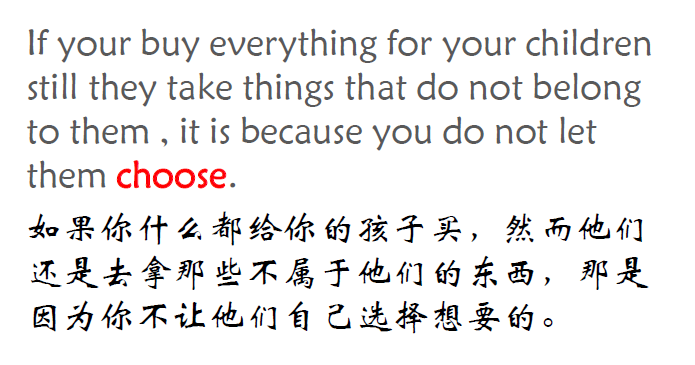 If your buy everything for your children
still they take things that do not belong
to them , it is because you do not let
them choose.
如果你什么都给你的孩子买，然而他们
还是去拿那些不属于他们的东西，那是
因为你不让他们自己选择想要的。